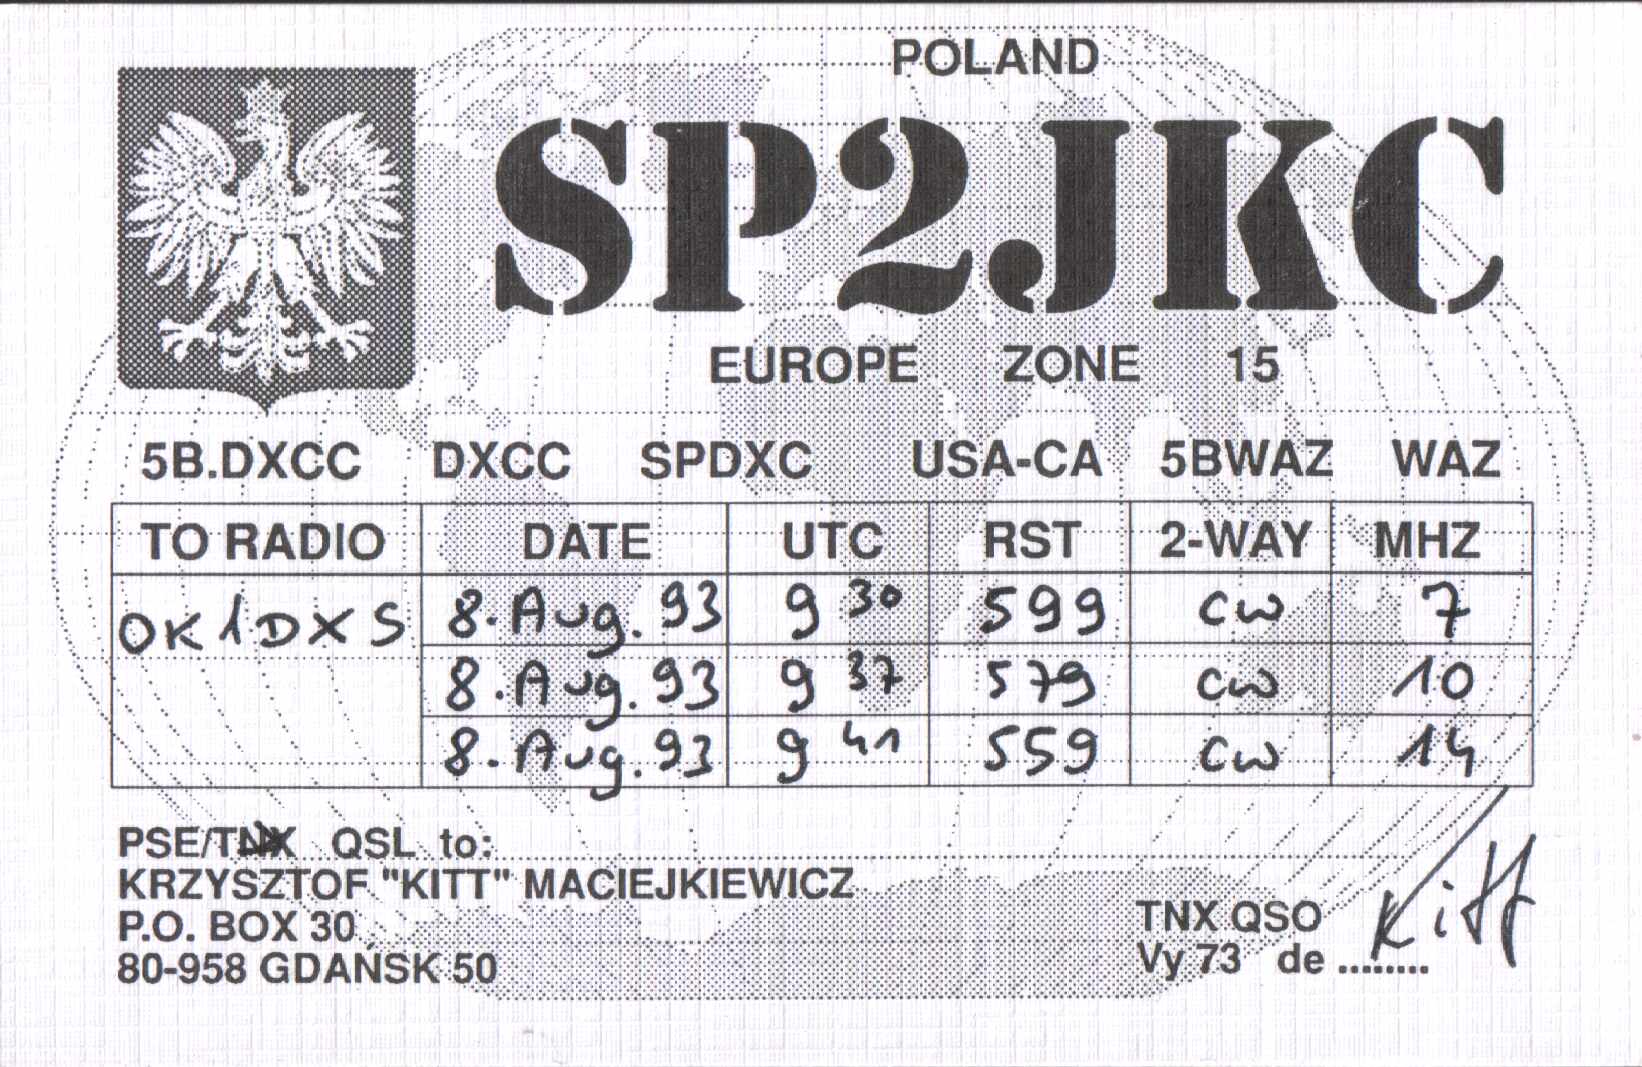 POLAND
SP2JKC
EUROPE ZONE 15
5B.DXCC DXCC SPDXC USA-CA 5BWAZ WAZ
TO RADIO DATE UTC RST 2-WAY MHZ
OK1DXS 8. Aug. 93 9 30 599 CW 7
8. Aug. 93 9 37 579 CW 10
8. Aug. 93 9 41 559 CW 14
PSE/TNX QSL to:
KRZYSZTOF "KITT" MACIEJKIEWICZ
P.O. BOX 30
80-958 GDAŃSK 50
TNX QSO
Vy 73 de ........ Kitt